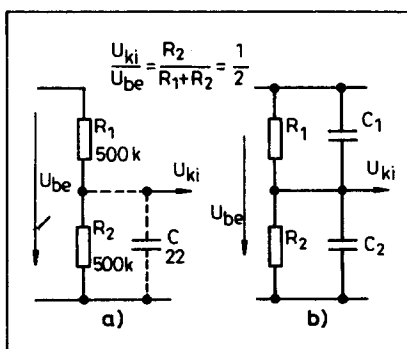 U_ki / U_be = R_2 / (R_1+R_2) = 1/2
R_1
500k
U_be
U_ki
R_2
500k
C
22
a)
R_1
C_1
U_ki
U_be
R_2
C_2
b)